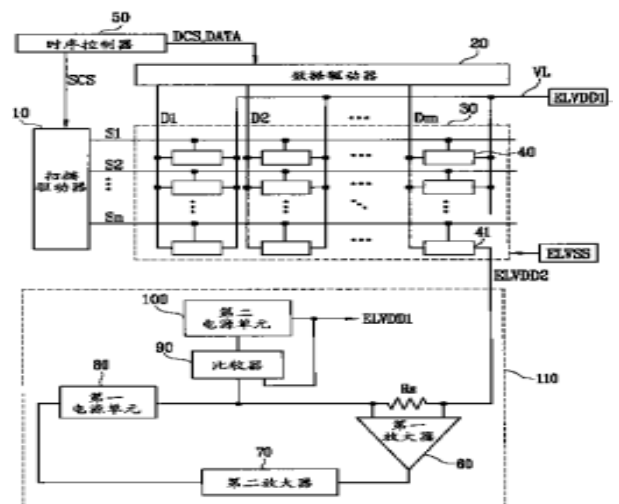 50
时序控制器
DCS,DATA
20
数据驱动器
SCS
VL
ELVDD1
10
D1
D2
Dm
30
S1
40
S2
扫描
驱动器
Sn
41
ELVSS
ELVDD2
100
第二
电源单元
ELVDD1
90
比较器
80
110
第一
电源单元
Rs
第一
放大器
60
70
第二放大器